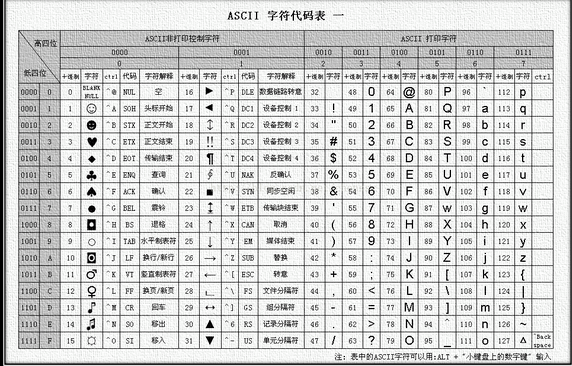 ASCII 字符代码表 一
高四位 ASCII非打印控制字符 ASCII 打印字符
0000 0001 0010 0011 0100 0101 0110 0111
0 1 2 3 4 5 6 7
低四位 十进制 字符 ctrl 代码 字符解释 十进制 字符 ctrl 代码 字符解释 十进制 字符 十进制 字符 十进制 字符 十进制 字符 十进制 字符 十进制 字符 ctrl
0000 0 0 BLANK NULL ^@ NUL 空 16 ► ^P DLE 数据链路转意 32 48 0 64 @ 80 P 96 ` 112 p
0001 1 1 ☺ ^A SOH 头标开始 17 ◄ ^Q DC1 设备控制 1 33 ! 49 1 65 A 81 Q 97 a 113 q
0010 2 2 ☻ ^B STX 正文开始 18 ↕ ^R DC2 设备控制 2 34 " 50 2 66 B 82 R 98 b 114 r
0011 3 3 ♥ ^C ETX 正文结束 19 ‼ ^S DC3 设备控制 3 35 # 51 3 67 C 83 S 99 c 115 s
0100 4 4 ♦ ^D EOT 传输结束 20 ¶ ^T DC4 设备控制 4 36 $ 52 4 68 D 84 T 100 d 116 t
0101 5 5 ♣ ^E ENQ 查询 21 ∮ ^U NAK 反确认 37 % 53 5 69 E 85 U 101 e 117 u
0110 6 6 ♠ ^F ACK 确认 22 ■ ^V SYN 同步空闲 38 & 54 6 70 F 86 V 102 f 118 v
0111 7 7 ● ^G BEL 震铃 23 ↨ ^W ETB 传输块结束 39 ' 55 7 71 G 87 w 103 g 119 w
1000 8 8 ◘ ^H BS 退格 24 ↑ ^X CAN 取消 40 ( 56 8 72 H 88 X 104 h 120 x
1001 9 9 ○ ^I TAB 水平制表符 25 ↓ ^Y EM 媒体结束 41 ) 57 9 73 I 89 Y 105 i 121 y
1010 A 10 ◙ ^J LF 换行/新行 26 → ^Z SUB 替换 42 * 58 : 74 J 90 Z 106 j 122 z
1011 B 11 ♂ ^K VT 竖直制表符 27 ← ^[ ESC 转意 43 + 59 ; 75 K 91 [ 107 k 123 {
1100 C 12 ♀ ^L FF 换页/新页 28 ∟ ^\ FS 文件分隔符 44 , 60 < 76 L 92 \ 108 l 124 |
1101 D 13 ♪ ^M CR 回车 29 ↔ ^] GS 组分隔符 45 - 61 = 77 M 93 ] 109 m 125 }
1110 E 14 ♫ ^N SO 移出 30 ▲ ^6 RS 记录分隔符 46 . 62 > 78 N 94 ^ 110 n 126 ~
1111 F 15 ☼ ^O SI 移入 31 ▼ ^- US 单元分隔符 47 / 63 ? 79 O 95 _ 111 o 127 Δ ^Back space
注：表中的ASCII字符可以用:ALT + "小键盘上的数字键" 输入